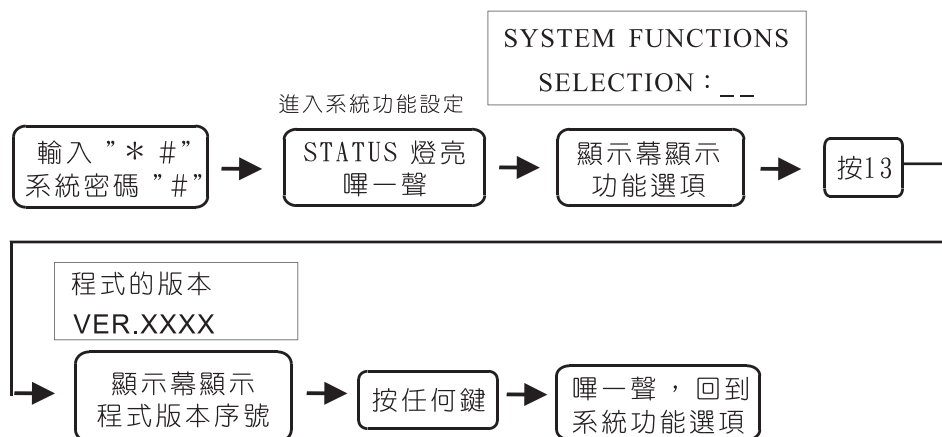 SYSTEM FUNCTIONS
SELECTION：_ _
進入系統功能設定
輸入 ”＊ #”
系統密碼 ”#”
STATUS 燈亮
嗶一聲
顯示幕顯示
功能選項
按13
程式的版本
VER.XXXX
顯示幕顯示
程式版本序號
按任何鍵
嗶一聲，回到
系統功能選項